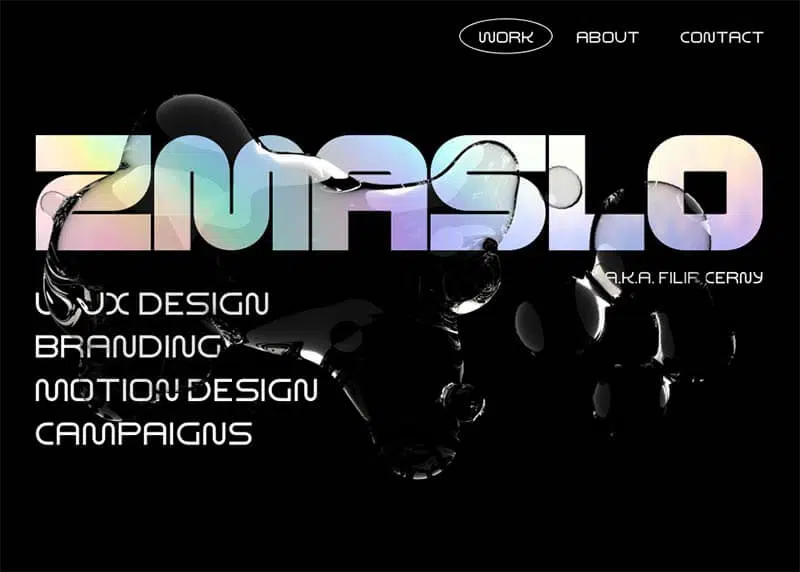 WORK ABOUT CONTACT
ZMASLO
A.K.A. FILIP CERNY
UX DESIGN
BRANDING
MOTION DESIGN
CAMPAIGNS